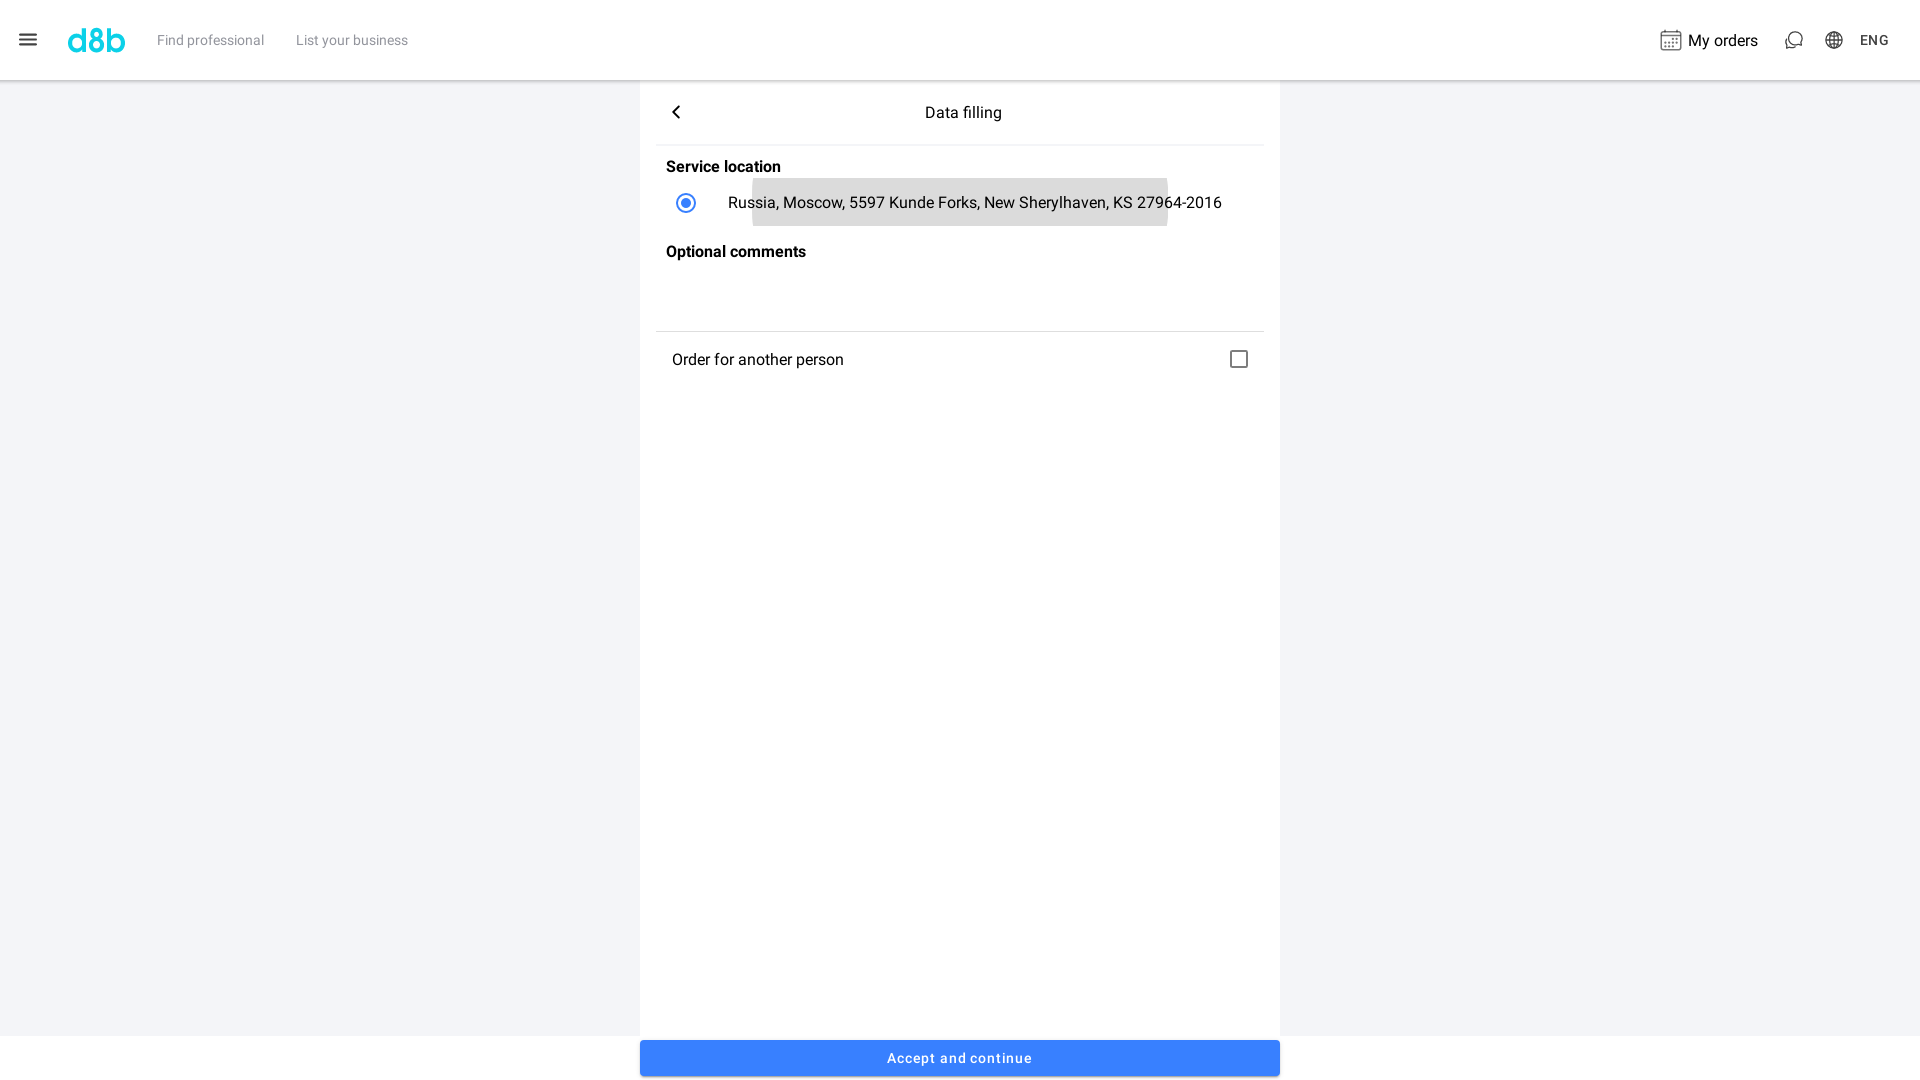 d8b
Find professional
List your business
My orders
ENG
Data filling
Service location
Russia, Moscow, 5597 Kunde Forks, New Sherylhaven, KS 27964-2016
Optional comments
Order for another person
Accept and continue